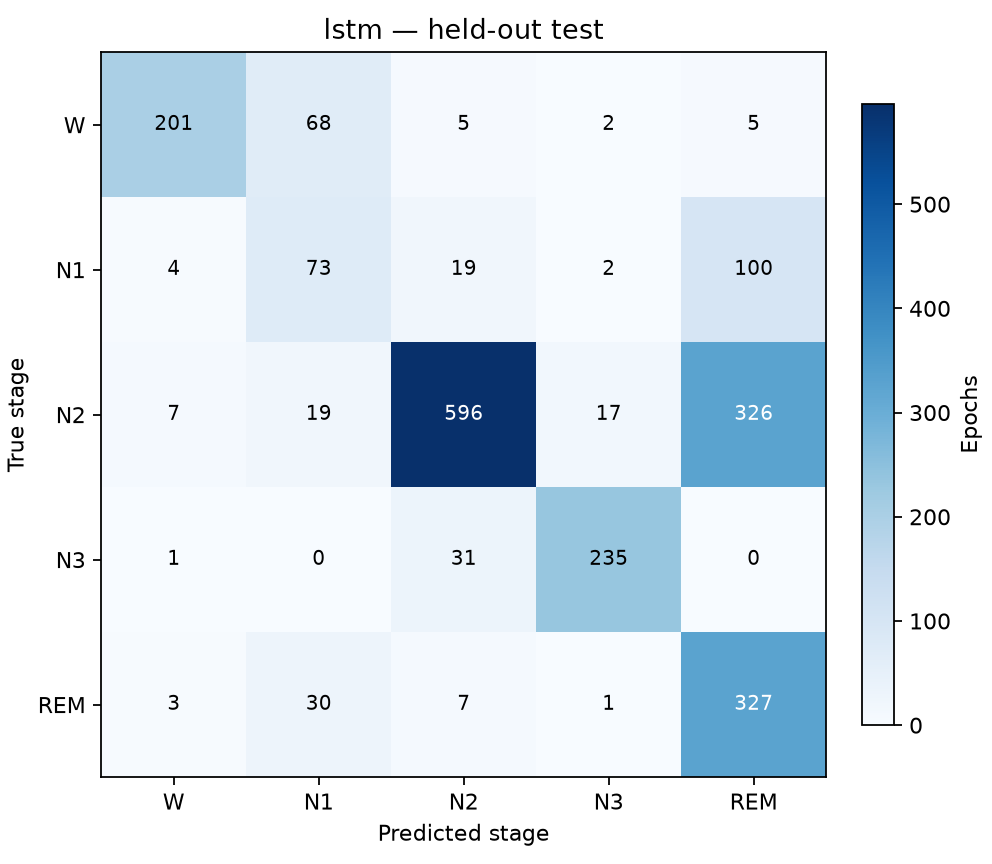 lstm — held-out test
W 201 68 5 2 5
N1 4 73 19 2 100
N2 7 19 596 17 326
N3 1 0 31 235 0
REM 3 30 7 1 327
W N1 N2 N3 REM
Predicted stage
True stage
500
400
300
200
100
0
Epochs